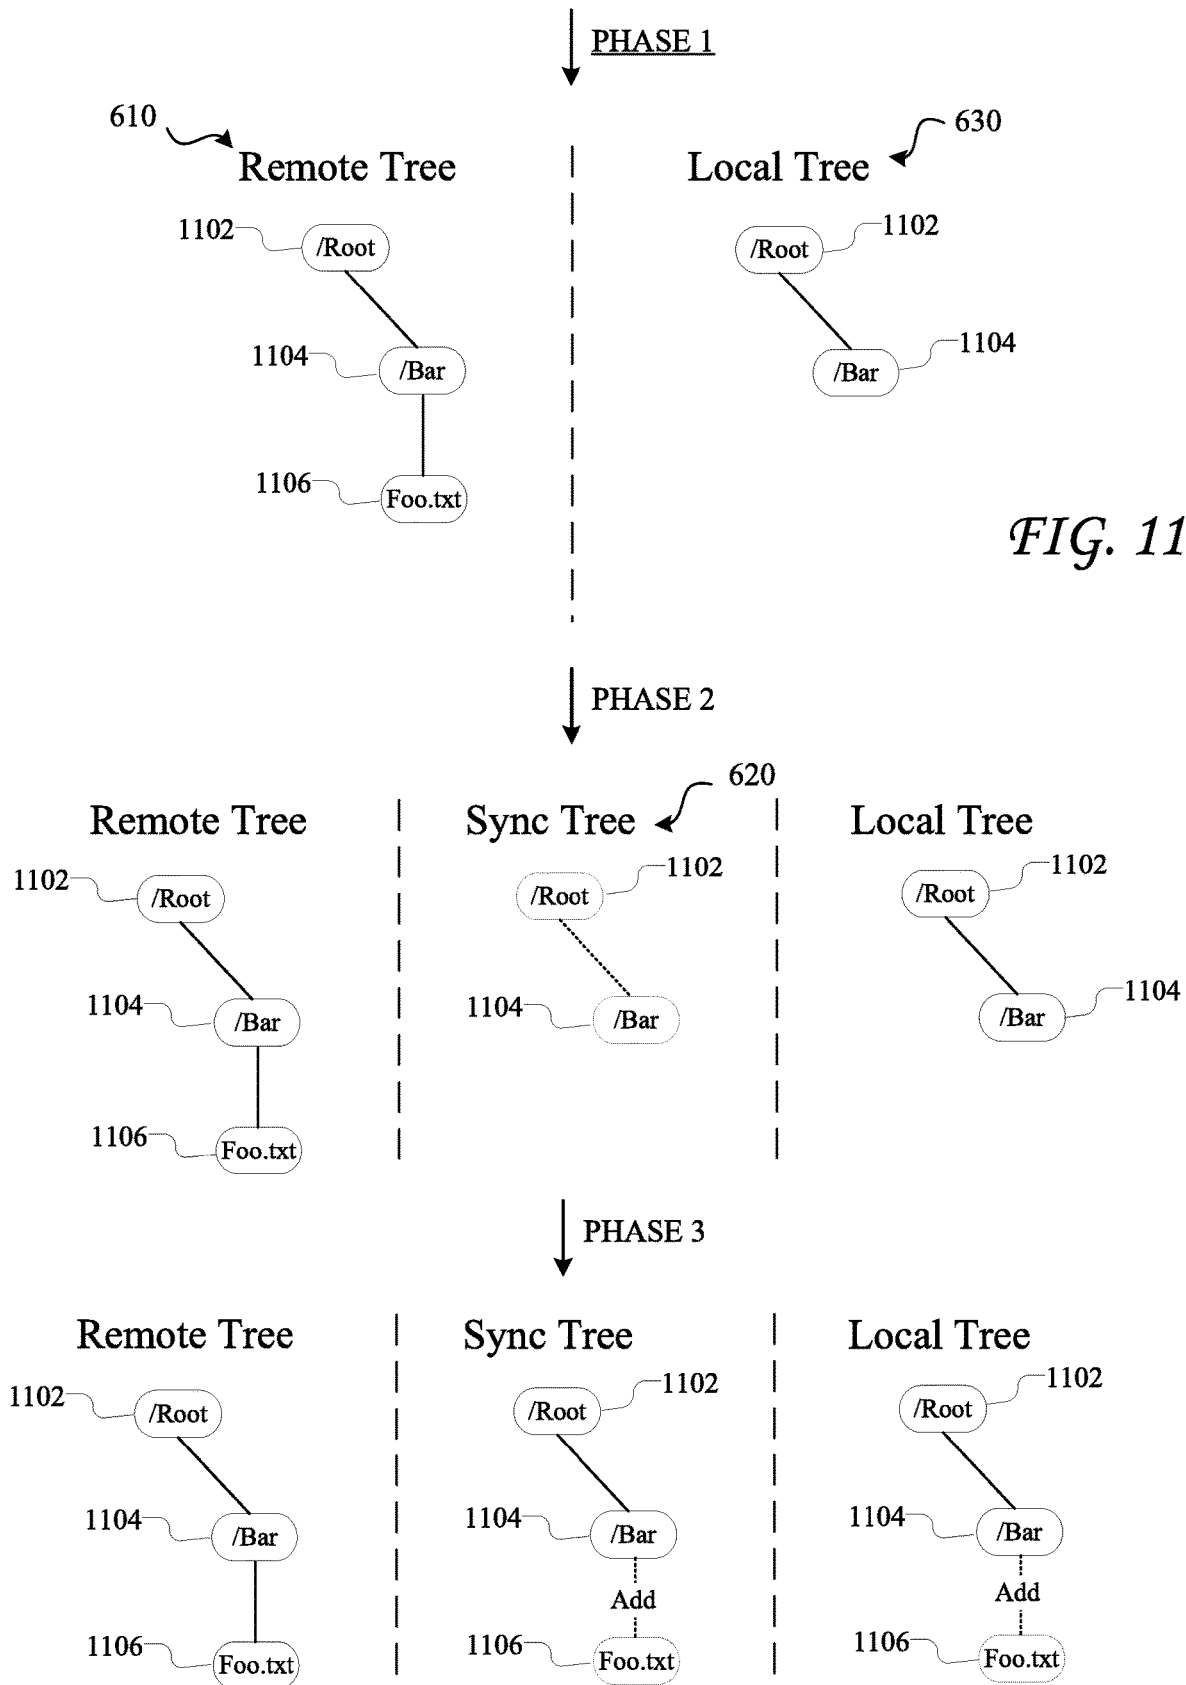 PHASE 1
610
630
Remote Tree
Local Tree
1102
/Root
/Root
1102
1104
/Bar
/Bar
1104
1106
Foo.txt
FIG. 11
PHASE 2
620
Remote Tree
Sync Tree
Local Tree
1102
/Root
/Root
1102
/Root
1102
1104
/Bar
1104
/Bar
/Bar
1104
1106
Foo.txt
PHASE 3
Remote Tree
Sync Tree
Local Tree
1102
/Root
/Root
1102
/Root
1102
1104
/Bar
1104
/Bar
1104
/Bar
Add
Add
1106
Foo.txt
1106
Foo.txt
1106
Foo.txt